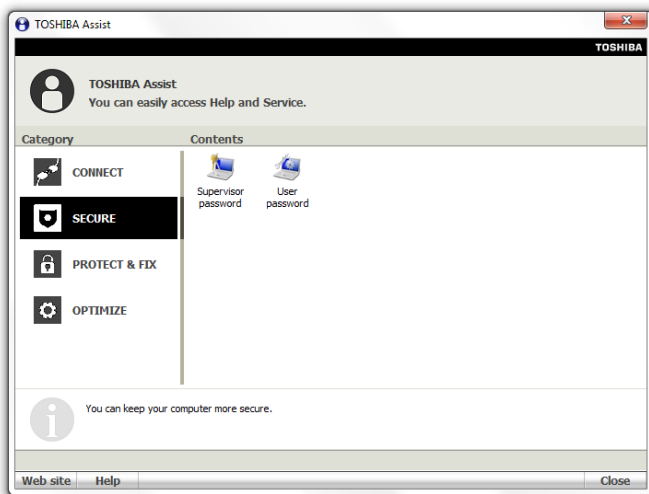 TOSHIBA Assist
TOSHIBA
TOSHIBA Assist
You can easily access Help and Service.
Category
Contents
CONNECT
SECURE
PROTECT & FIX
OPTIMIZE
Supervisor
password
User
password
You can keep your computer more secure.
Web site
Help
Close